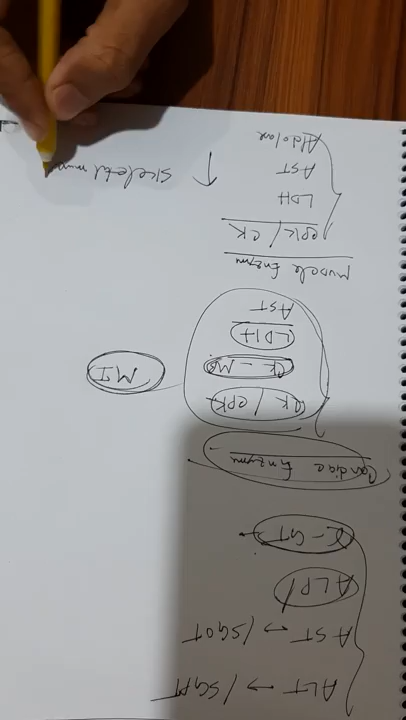 ALT → / SGPT
AST → / SGOT
ALP /
γ-GT
Cardiac Enzyme
CK / CPK
CK-MB
LDH
AST
MI
Muscle Enzyme
CPK / CK
LDH
AST
Aldolase
↑ Skeletal